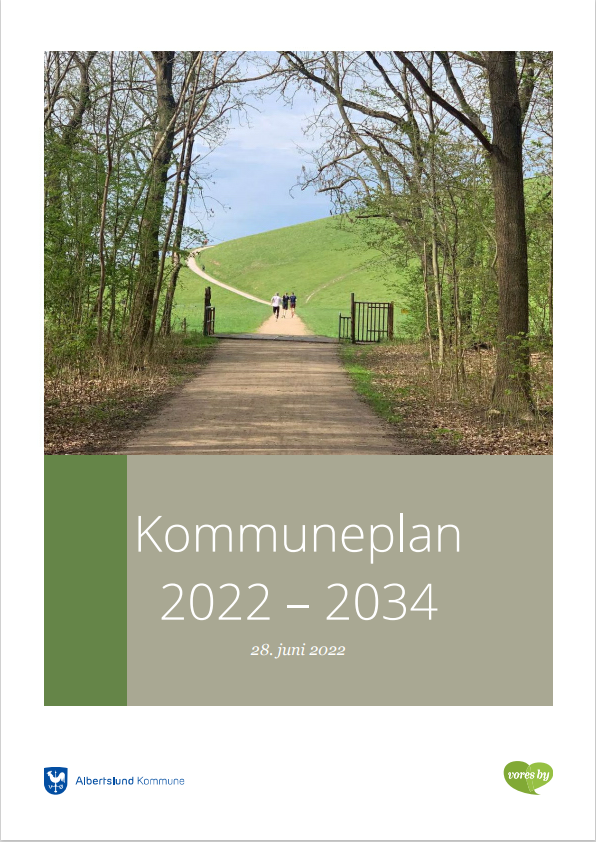 Kommuneplan
2022 – 2034
28. juni 2022
Albertslund Kommune
vores by